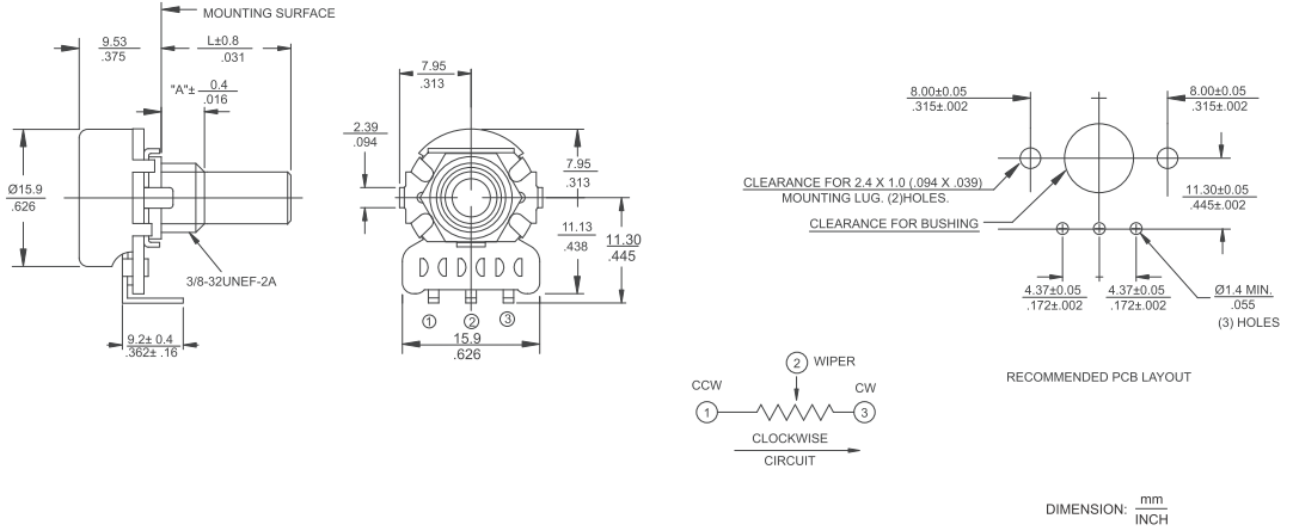 MOUNTING SURFACE
9.53
.375
L±0.8
.031
"A"± 0.4
.016
Ø15.9
.626
3/8-32UNEF-2A
9.2± 0.4
.362± .16
7.95
.313
2.39
.094
7.95
.313
11.13
.438
11.30
.445
1
2
3
15.9
.626
8.00±0.05
.315±.002
8.00±0.05
.315±.002
CLEARANCE FOR 2.4 X 1.0 (.094 X .039)
MOUNTING LUG. (2)HOLES.
CLEARANCE FOR BUSHING
11.30±0.05
.445±.002
4.37±0.05
.172±.002
4.37±0.05
.172±.002
Ø1.4 MIN.
.055
(3) HOLES
RECOMMENDED PCB LAYOUT
2 WIPER
CCW
CW
1
3
CLOCKWISE
CIRCUIT
DIMENSION: mm
INCH